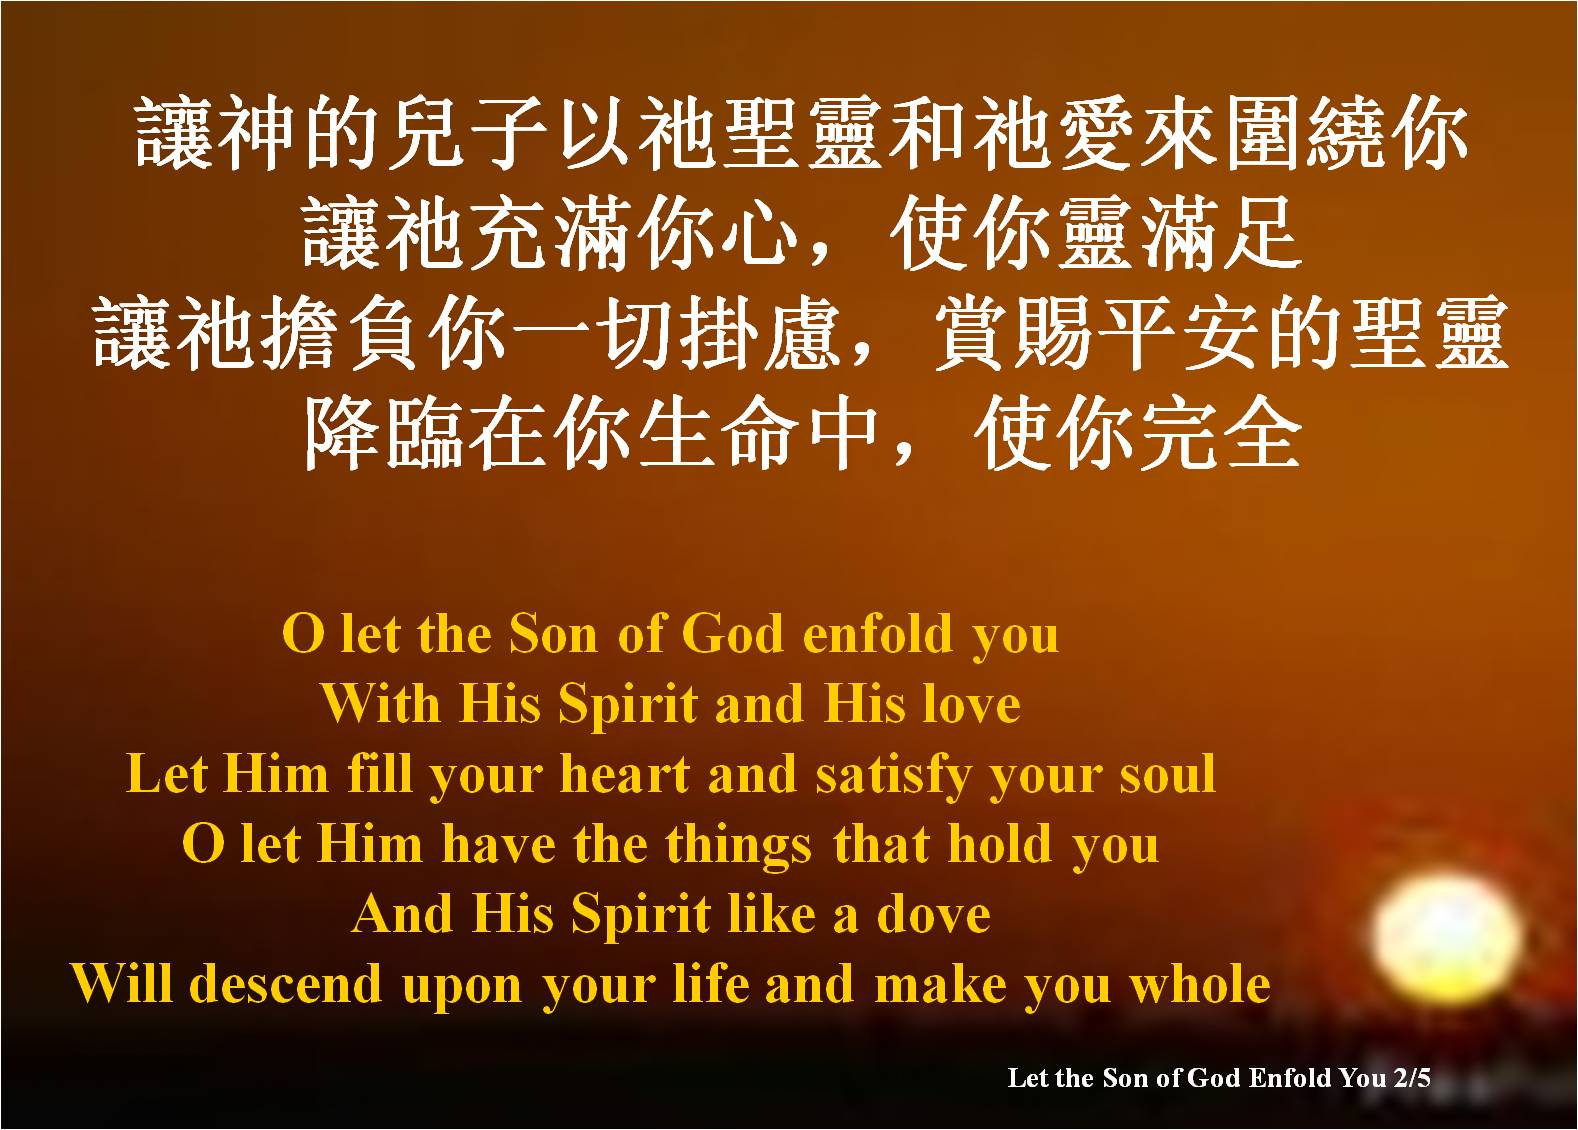 讓神的兒子以祂聖靈和祂愛來圍繞你
讓祂充滿你心，使你靈滿足
讓祂擔負你一切掛慮，賞賜平安的聖靈
降臨在你生命中，使你完全
O let the Son of God enfold you
With His Spirit and His love
Let Him fill your heart and satisfy your soul
O let Him have the things that hold you
And His Spirit like a dove
Will descend upon your life and make you whole
Let the Son of God Enfold You 2/5